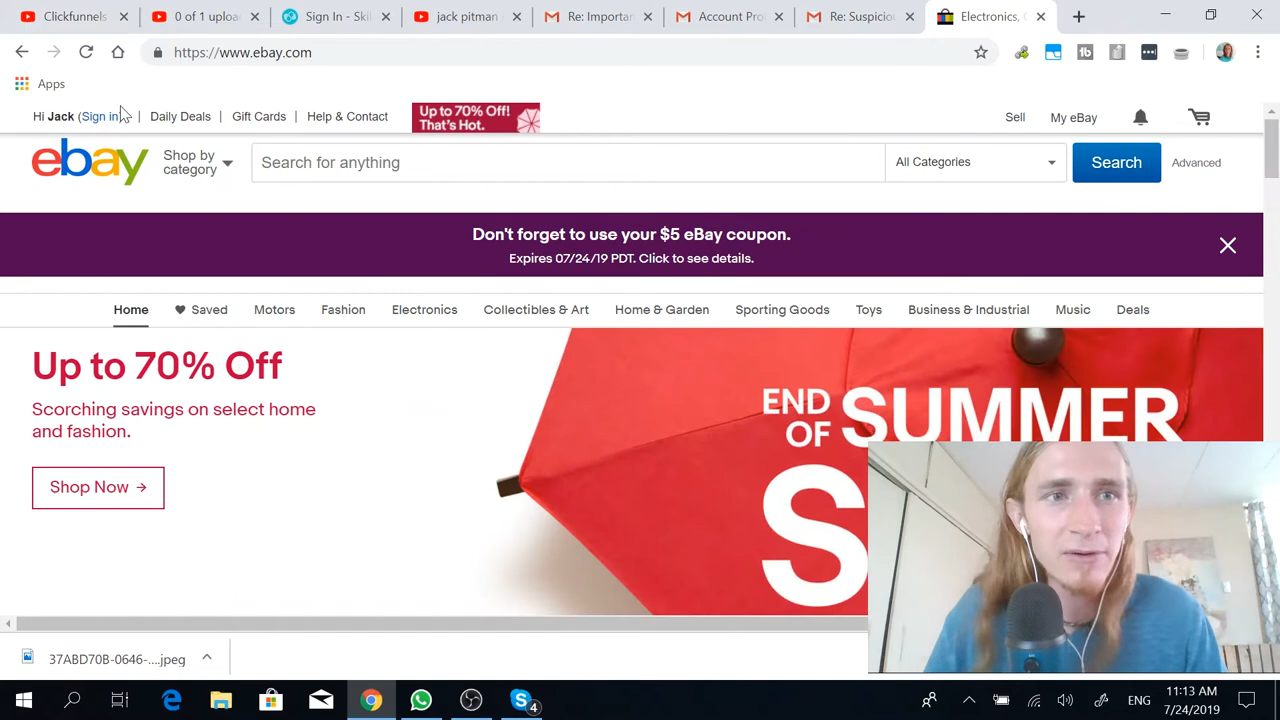 Clickfunnels
0 of 1 uploa
Sign In - Skil
jack pitman
Re: Importan
Account Pro
Re: Suspicio
Electronics, C
https://www.ebay.com
Apps
Hi Jack (Sign in) | Daily Deals | Gift Cards | Help & Contact
Up to 70% Off!
That's Hot.
Sell
My eBay
ebay
Shop by
category
Search for anything
All Categories
Search
Advanced
Don't forget to use your $5 eBay coupon.
Expires 07/24/19 PDT. Click to see details.
Home
Saved
Motors
Fashion
Electronics
Collectibles & Art
Home & Garden
Sporting Goods
Toys
Business & Industrial
Music
Deals
Up to 70% Off
Scorching savings on select home
and fashion.
Shop Now →
END
OF SUMMER
S
37ABD70B-0646-....jpeg
4
ENG
11:13 AM
7/24/2019